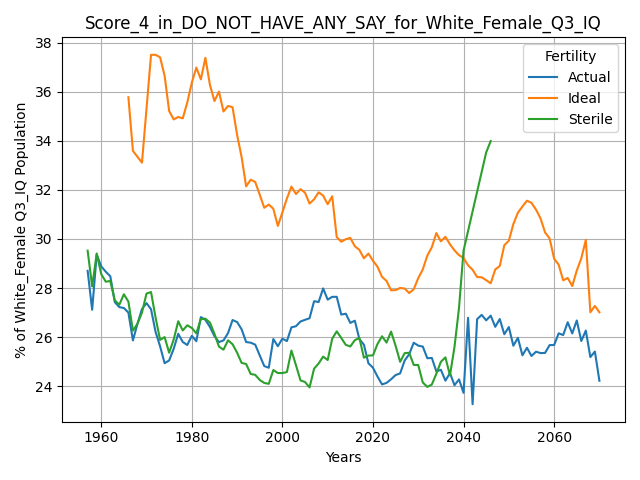 Score_4_in_DO_NOT_HAVE_ANY_SAY_for_White_Female_Q3_IQ
% of White_Female Q3_IQ Population
38
36
34
32
30
28
26
24
Fertility
Actual
Ideal
Sterile
1960
1980
2000
2020
2040
2060
Years